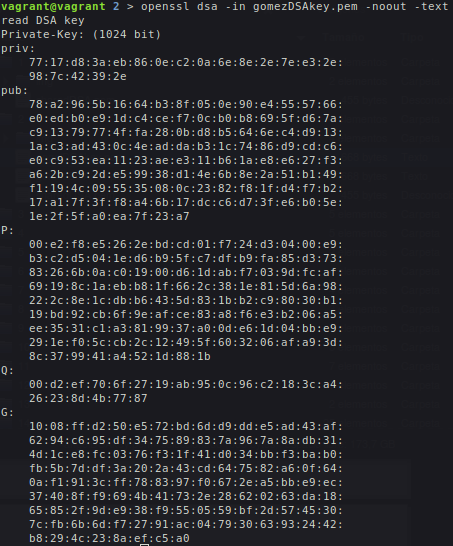 vagrant@vagrant 2 > openssl dsa -in gomezDSAkey.pem -noout -text
read DSA key
Private-Key: (1024 bit)
priv:
77:17:d8:3a:eb:86:0e:c2:0a:6e:8e:2e:7e:e3:2e:
98:7c:42:39:2e
pub:
78:a2:96:5b:16:64:b3:8f:05:0e:90:e4:55:57:66:
e0:ed:b0:e9:1d:c4:ce:f7:0c:b0:b8:69:5f:d6:7a:
c9:13:79:77:4f:fa:28:0b:d8:b5:64:6e:c4:d9:13:
1a:c3:ad:43:0c:4e:ad:da:b3:1c:74:86:d9:cd:c6:
e0:c9:53:ea:11:23:ae:e3:11:b6:1a:e8:e6:27:f3:
a6:2b:c9:2d:e5:99:38:d1:4e:6b:8e:2a:51:b1:49:
f1:19:4c:09:55:35:08:0c:23:82:f8:1f:d4:f7:b2:
17:a1:7f:3f:f8:a4:6b:17:dc:c6:d7:3f:e6:b0:5e:
1e:2f:5f:a0:ea:7f:23:a7
P:
00:e2:f8:e5:26:2e:bd:cd:01:f7:24:d3:04:00:e9:
b3:c2:d5:04:1e:d6:b9:5f:c7:df:b9:fa:85:d3:73:
83:26:6b:0a:c0:19:00:d6:1d:ab:f7:03:9d:fc:af:
69:19:8c:1a:eb:b8:1f:66:2c:38:1e:81:5d:6a:98:
22:2c:8e:1c:db:b6:43:5d:83:1b:b2:c9:80:30:b1:
19:bd:92:cb:6f:9e:af:ce:83:a8:f6:e3:b2:06:a5:
ee:35:31:c1:a3:81:99:37:a0:0d:e6:1d:04:bb:e9:
29:1e:f0:5c:cb:2c:12:49:5f:60:32:06:af:a9:3d:
8c:37:99:41:a4:52:1d:88:1b
Q:
00:d2:ef:70:6f:27:19:ab:95:0c:96:c2:18:3c:a4:
26:23:8d:4b:77:87
G:
10:08:ff:d2:50:e5:72:bd:6d:d9:dd:e5:ad:43:af:
62:94:c6:95:df:34:75:89:83:7a:96:7a:8a:db:31:
4d:1c:e8:fc:03:76:f3:1f:41:d0:34:bb:f3:ba:b0:
fb:5b:7d:df:3a:20:2a:43:cd:64:75:82:a6:0f:64:
0a:f1:91:3c:ff:78:83:97:f0:67:2e:a5:bb:e9:ec:
37:40:8f:f9:69:4b:41:73:2e:28:62:02:63:da:18:
65:85:2f:9d:e9:38:f9:55:05:59:bf:2d:57:45:30:
7c:fb:6b:6d:f7:27:91:ac:04:79:30:63:93:24:42:
b8:29:4c:23:8a:ef:c5:a0